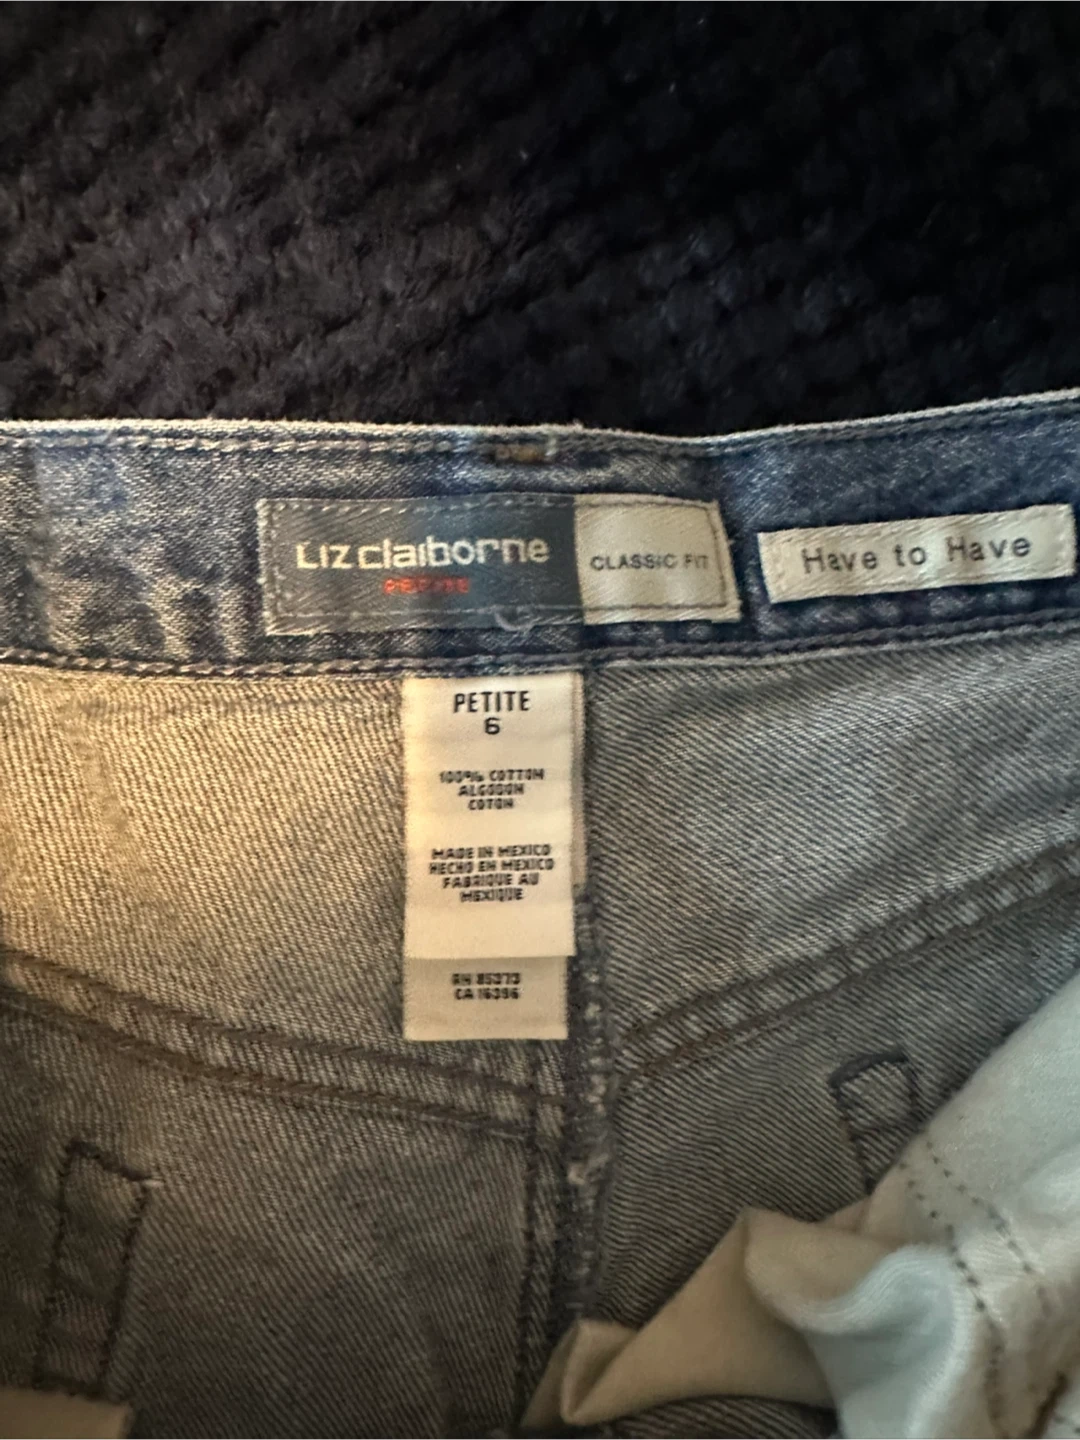 Liz claiborne
PETITE
CLASSIC FIT
Have to Have
PETITE
6
100% COTTON
ALGODON
COTON
MADE IN MEXICO
HECHO EN MEXICO
FABRIQUE AU
MEXIQUE
RN 85373
CA 16396